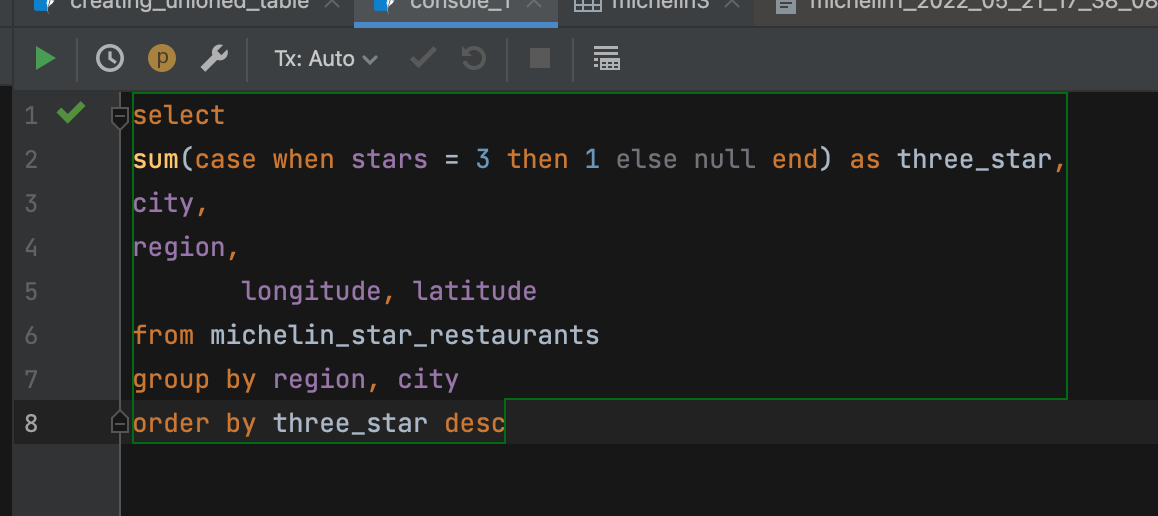 creating_unioned_table
console_1
michelin3
michelin1_2022_05_21_17_38_08
p
Tx: Auto
1 select
2 sum(case when stars = 3 then 1 else null end) as three_star,
3 city,
4 region,
5 longitude, latitude
6 from michelin_star_restaurants
7 group by region, city
8 order by three_star desc